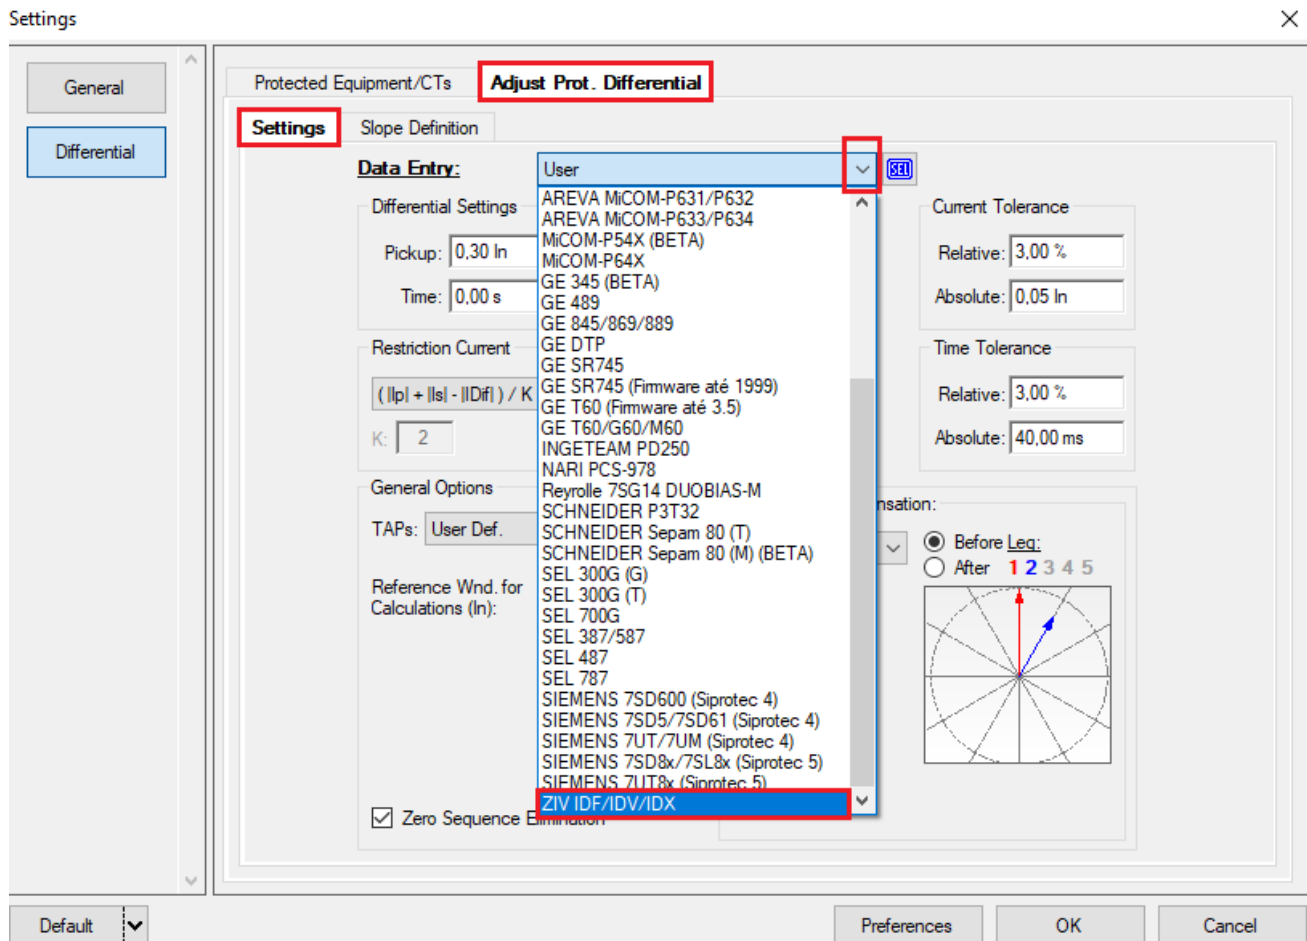 Settings
General
Differential
Protected Equipment/CTs
Adjust Prot. Differential
Settings
Slope Definition
Data Entry:
User
SEL
Differential Settings
Pickup:
0,30 In
Time:
0,00 s
Restriction Current
( |Ip| + |Is| - |IDif| ) / K
K:
2
General Options
TAPs:
User Def.
Reference Wnd. for
Calculations (In):
Zero Sequence Elimination
AREVA MiCOM-P631/P632
AREVA MiCOM-P633/P634
MiCOM-P54X (BETA)
MiCOM-P64X
GE 345 (BETA)
GE 489
GE 845/869/889
GE DTP
GE SR745
GE SR745 (Firmware até 1999)
GE T60 (Firmware até 3.5)
GE T60/G60/M60
INGETEAM PD250
NARI PCS-978
Reyrolle 7SG14 DUOBIAS-M
SCHNEIDER P3T32
SCHNEIDER Sepam 80 (T)
SCHNEIDER Sepam 80 (M) (BETA)
SEL 300G (G)
SEL 300G (T)
SEL 700G
SEL 387/587
SEL 487
SEL 787
SIEMENS 7SD600 (Siprotec 4)
SIEMENS 7SD5/7SD61 (Siprotec 4)
SIEMENS 7UT/7UM (Siprotec 4)
SIEMENS 7SD8x/7SL8x (Siprotec 5)
SIEMENS 7UT8x (Siprotec 5)
ZIV IDF/IDV/IDX
Current Tolerance
Relative:
3,00 %
Absolute:
0,05 In
Time Tolerance
Relative:
3,00 %
Absolute:
40,00 ms
nsation:
Before
Leg:
After
1 2 3 4 5
Default
Preferences
OK
Cancel